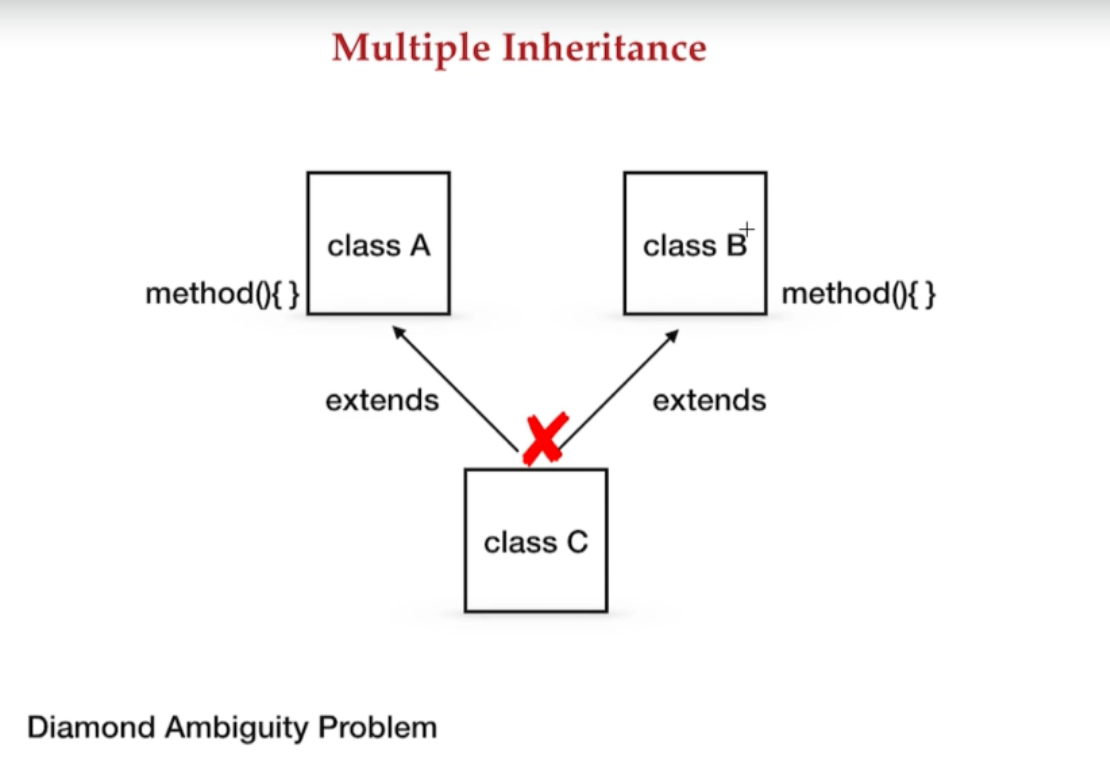 Multiple Inheritance
class A
class B
method(){ }
method(){ }
extends
extends
class C
Diamond Ambiguity Problem